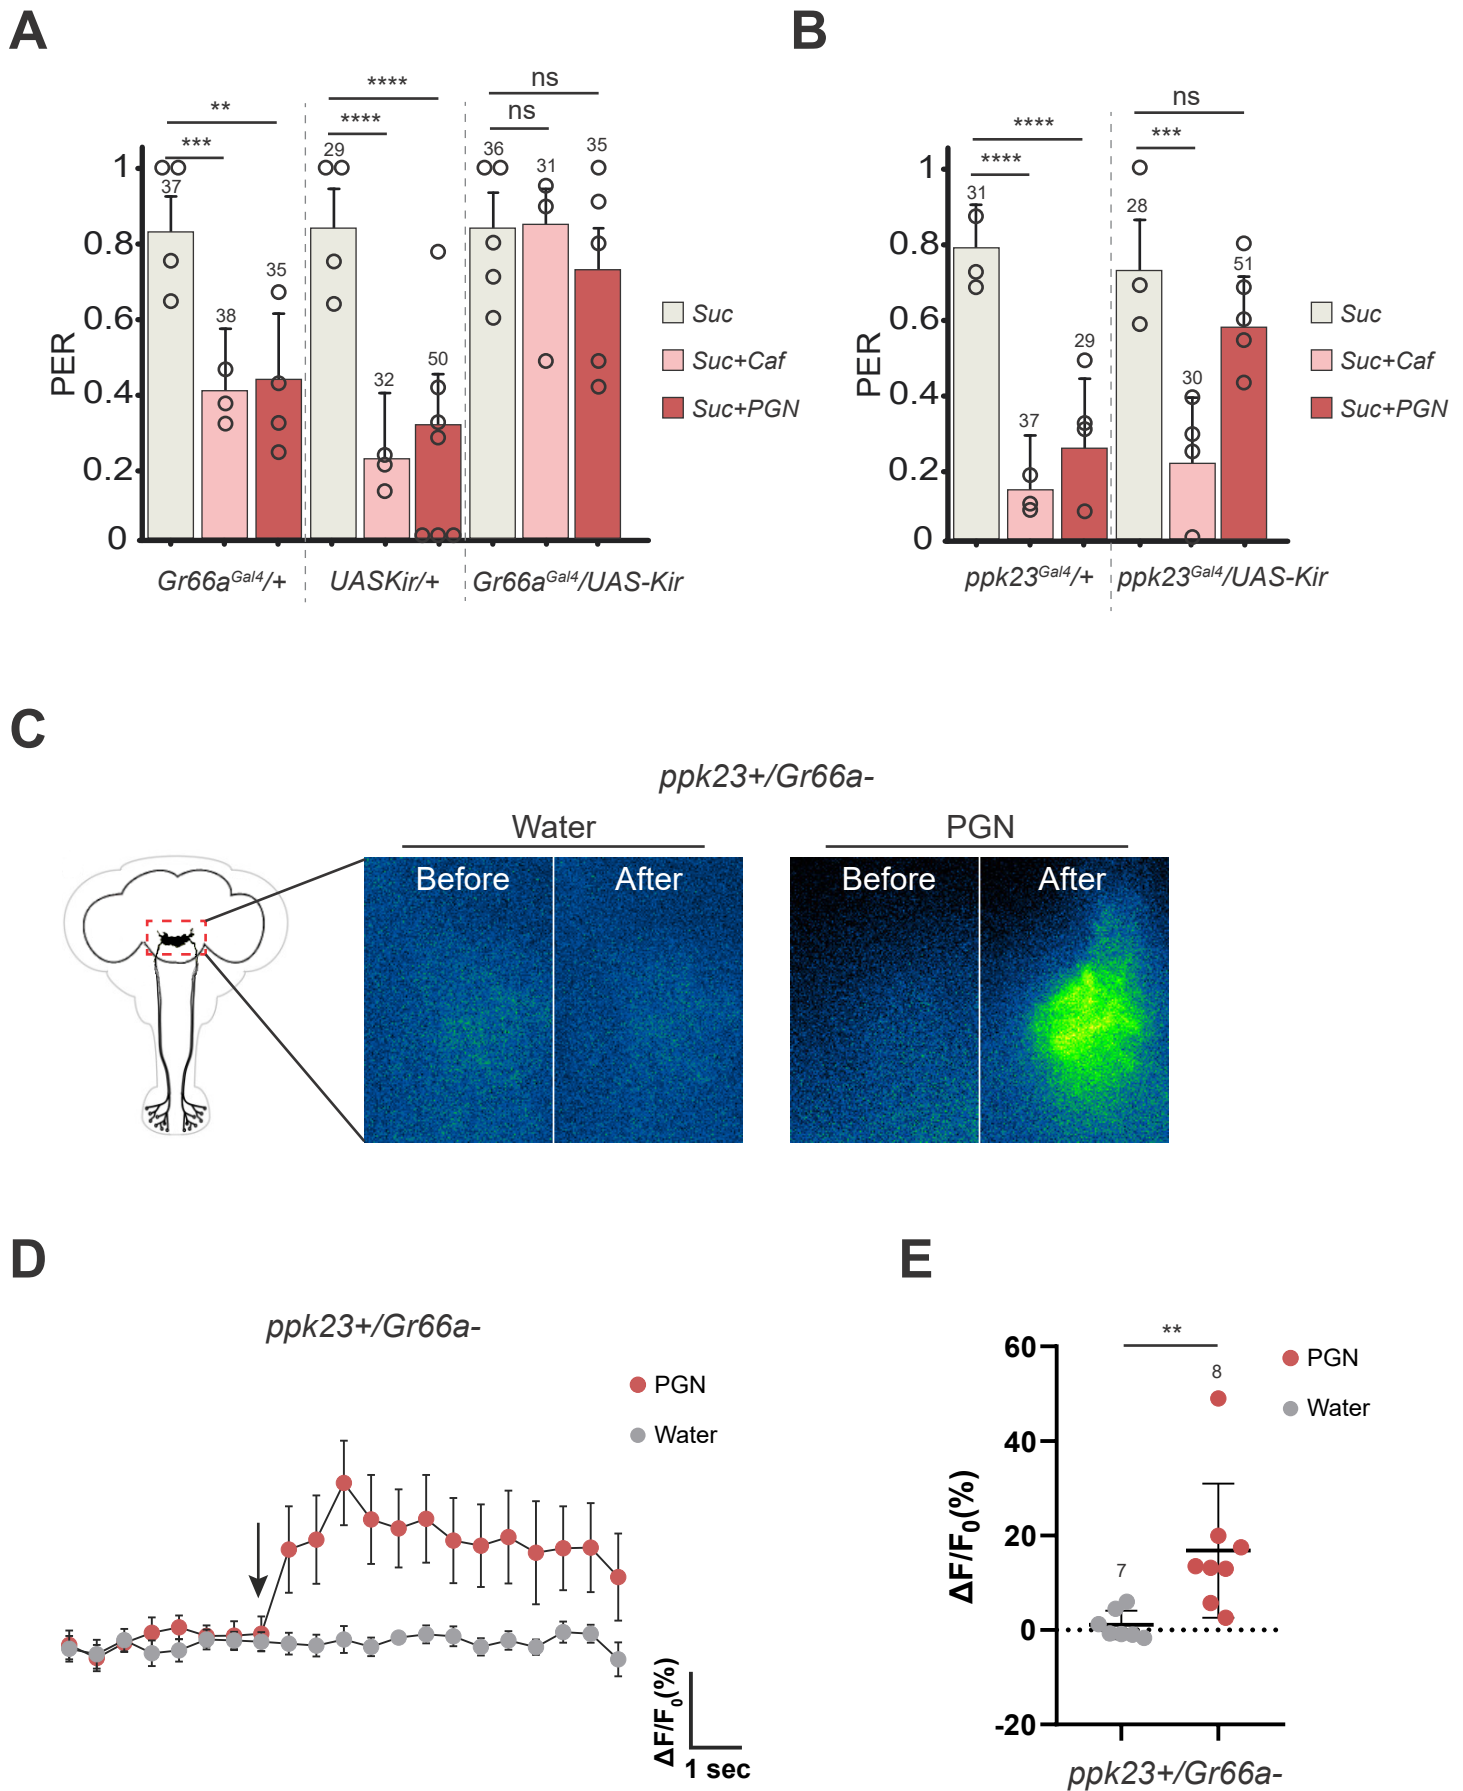 A
B
**
***
****
****
ns
ns
PER
1
0.8
0.6
0.4
0.2
0
37
38
35
29
32
50
36
31
35
Suc
Suc+Caf
Suc+PGN
Gr66aGal4/+
UASKir/+
Gr66aGal4/UAS-Kir
****
****
ns
***
PER
1
0.8
0.6
0.4
0.2
0
31
37
29
28
30
51
Suc
Suc+Caf
Suc+PGN
ppk23Gal4/+
ppk23Gal4/UAS-Kir
C
ppk23+/Gr66a-
Water
PGN
Before
After
Before
After
D
ppk23+/Gr66a-
PGN
Water
ΔF/F0(%)
1 sec
E
**
8
7
PGN
Water
ΔF/F0(%)
60
40
20
0
-20
ppk23+/Gr66a-